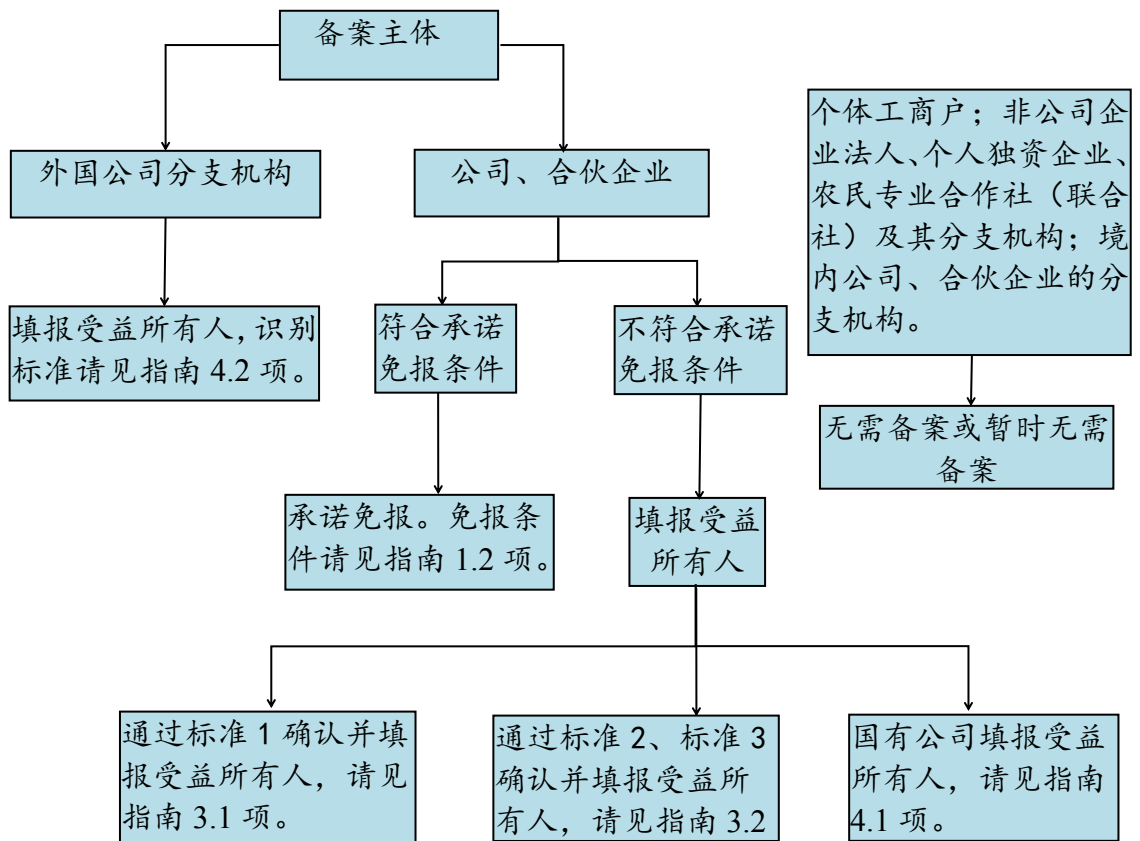 备案主体
外国公司分支机构
公司、合伙企业
个体工商户；非公司企
业法人、个人独资企业、
农民专业合作社（联合
社）及其分支机构；境
内公司、合伙企业的分
支机构。
填报受益所有人,识别
标准请见指南 4.2 项。
符合承诺
免报条件
不符合承诺
免报条件
无需备案或暂时无需
备案
承诺免报。免报条
件请见指南 1.2 项。
填报受益
所有人
通过标准 1 确认并填
报受益所有人，请见
指南 3.1 项。
通过标准 2、标准 3
确认并填报受益所
有人，请见指南 3.2
国有公司填报受益
所有人，请见指南
4.1 项。